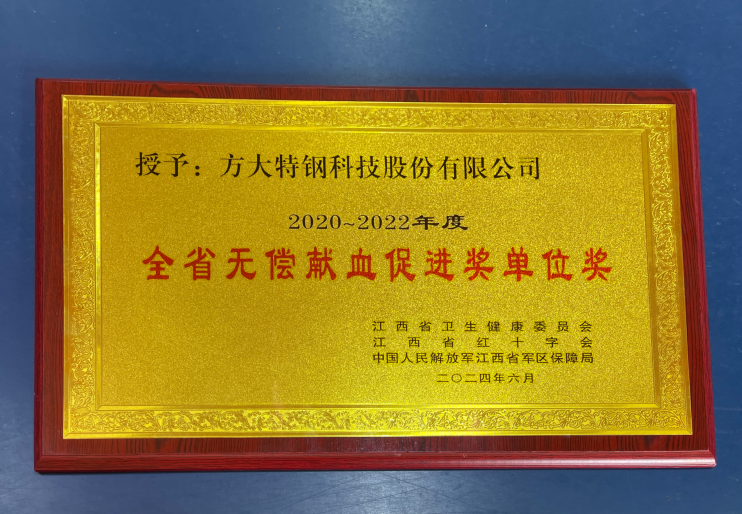 授予：方大特钢科技股份有限公司
2020~2022年度
全省无偿献血促进奖单位奖
江西省卫生健康委员会
江西省红十字会
中国人民解放军江西省军区保障局
二〇二四年六月